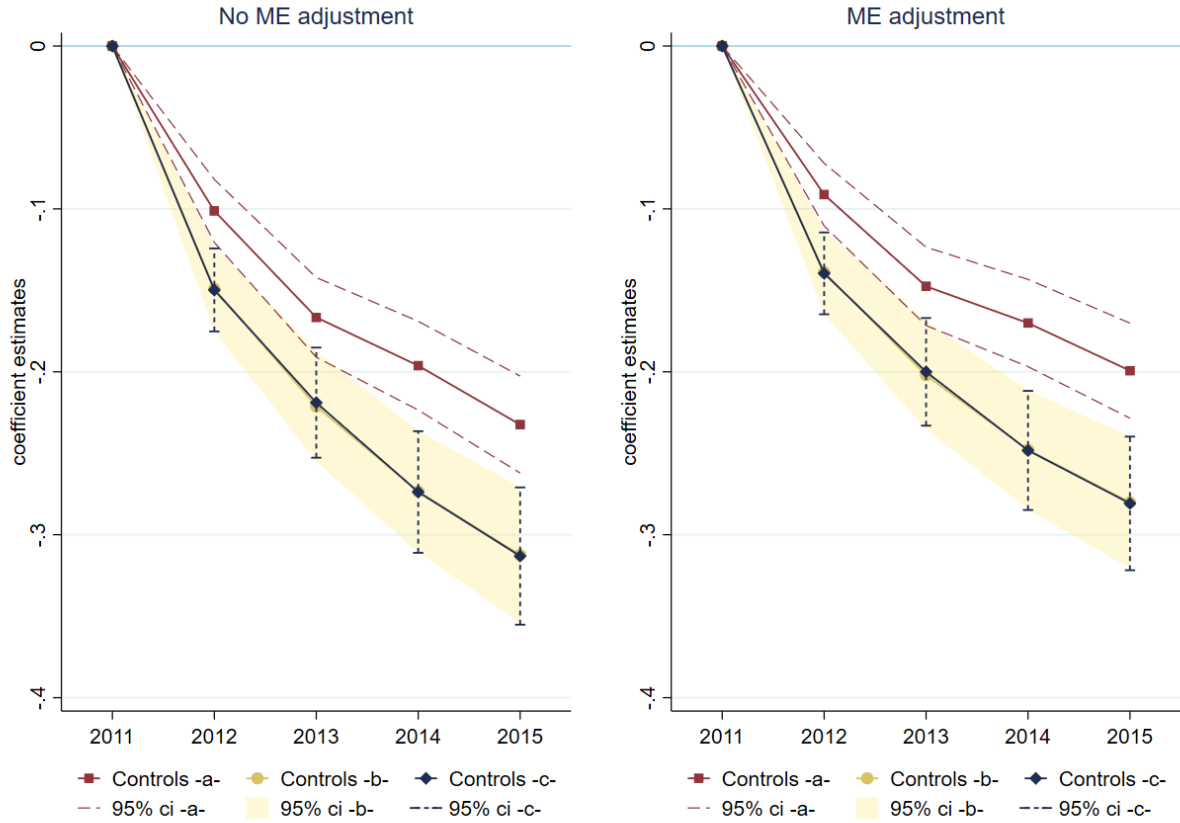 No ME adjustment
coefficient estimates
0
-.1
-.2
-.3
-.4
2011 2012 2013 2014 2015
Controls -a- Controls -b- Controls -c-
95% ci -a- 95% ci -b- 95% ci -c-
ME adjustment
coefficient estimates
0
-.1
-.2
-.3
-.4
2011 2012 2013 2014 2015
Controls -a- Controls -b- Controls -c-
95% ci -a- 95% ci -b- 95% ci -c-